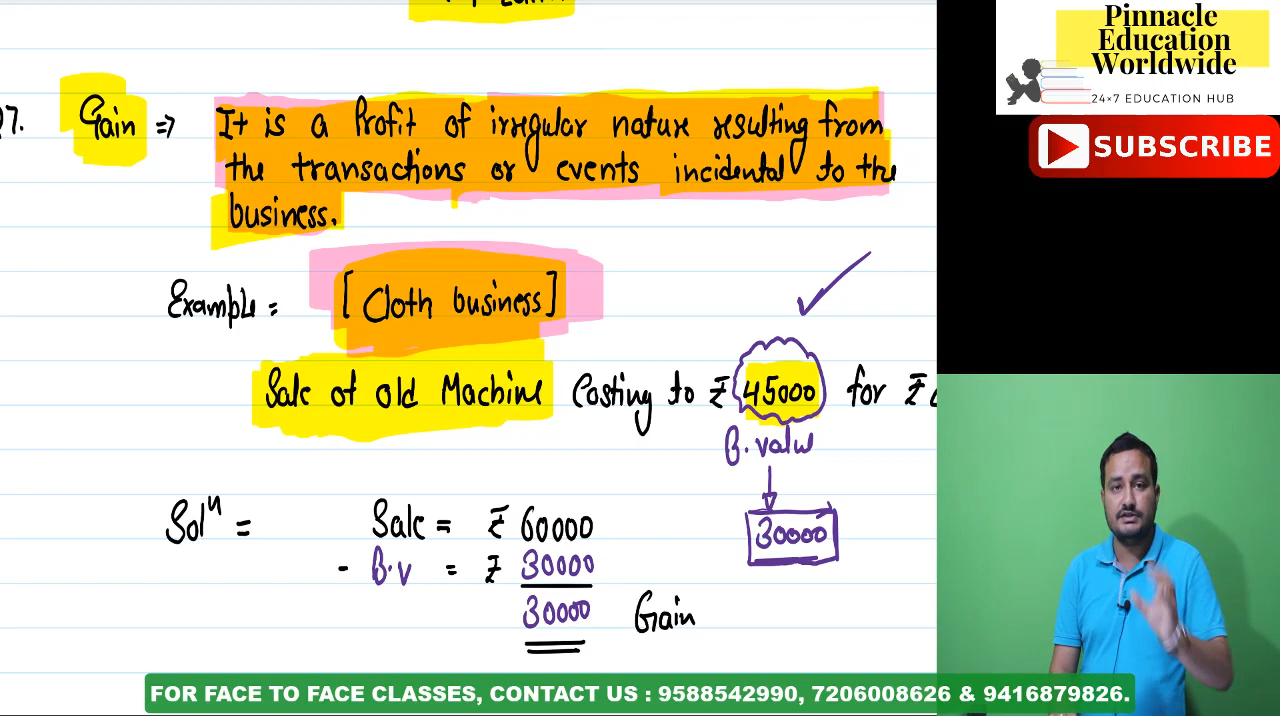 Pinnacle
Education
Worldwide
24×7 EDUCATION HUB
SUBSCRIBE
Q7. Gain => It is a Profit of irregular nature resulting from
the transactions or events incidental to the
business.
Example = [Cloth business]
Sale of old Machine Costing to ₹ 45000 for ₹
B. value
30000
Solⁿ = Sale = ₹ 60000
- B.v = ₹ 30000
30000 Gain
FOR FACE TO FACE CLASSES, CONTACT US : 9588542990, 7206008626 & 9416879826.